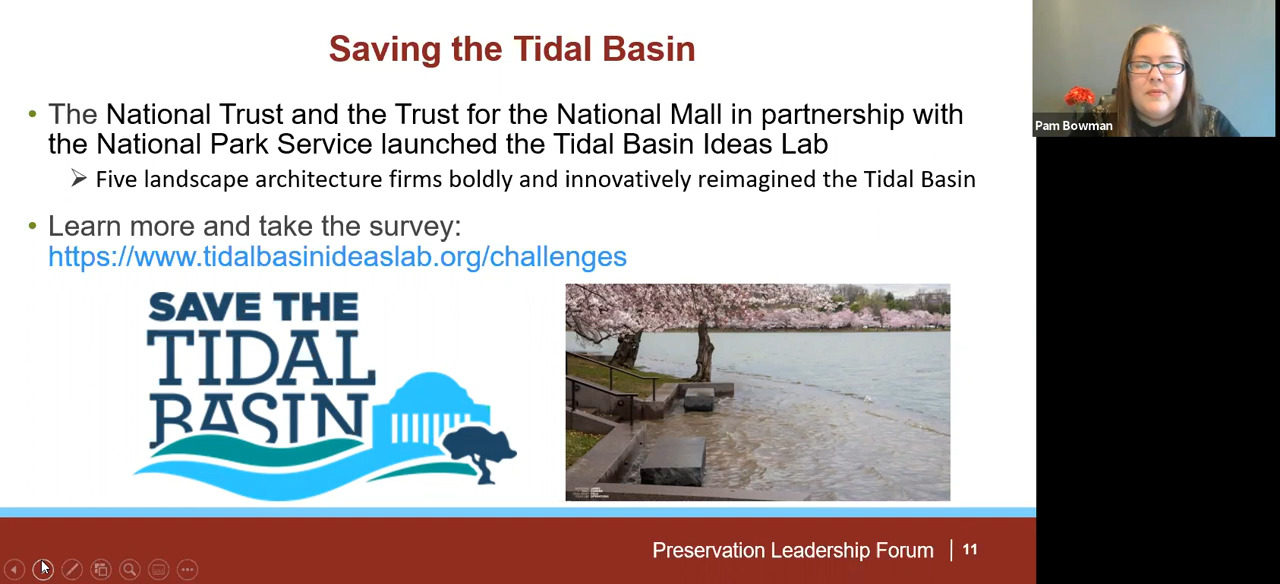 Saving the Tidal Basin
• The National Trust and the Trust for the National Mall in partnership with
the National Park Service launched the Tidal Basin Ideas Lab
➢ Five landscape architecture firms boldly and innovatively reimagined the Tidal Basin
• Learn more and take the survey:
https://www.tidalbasinideaslab.org/challenges
SAVE THE
TIDAL
BASIN
Preservation Leadership Forum | 11
Pam Bowman